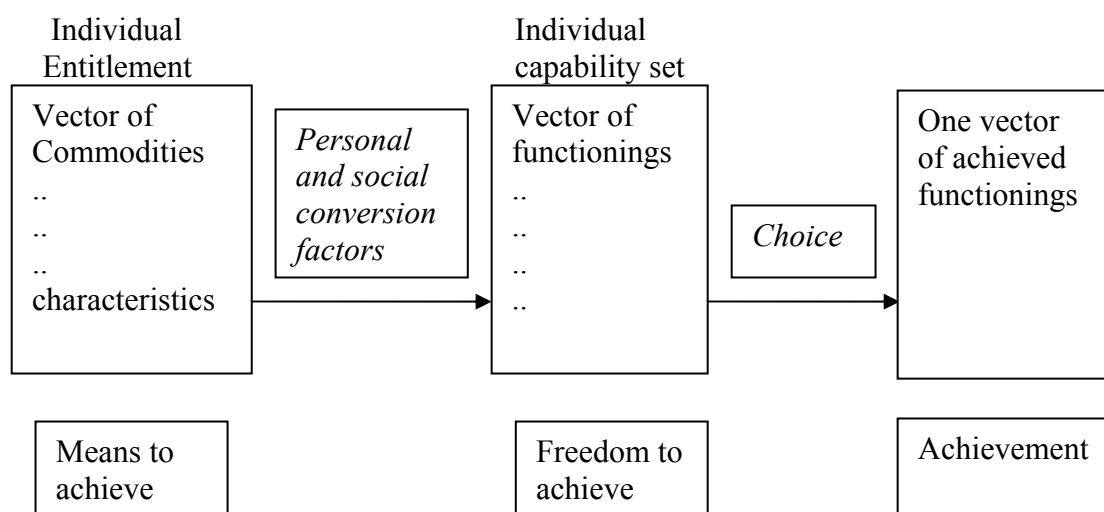 Individual
Entitlement
Vector of
Commodities
..
..
..
characteristics
Personal
and social
conversion
factors
Individual
capability set
Vector of
functionings
..
..
..
..
Choice
One vector
of achieved
functionings
Means to
achieve
Freedom to
achieve
Achievement